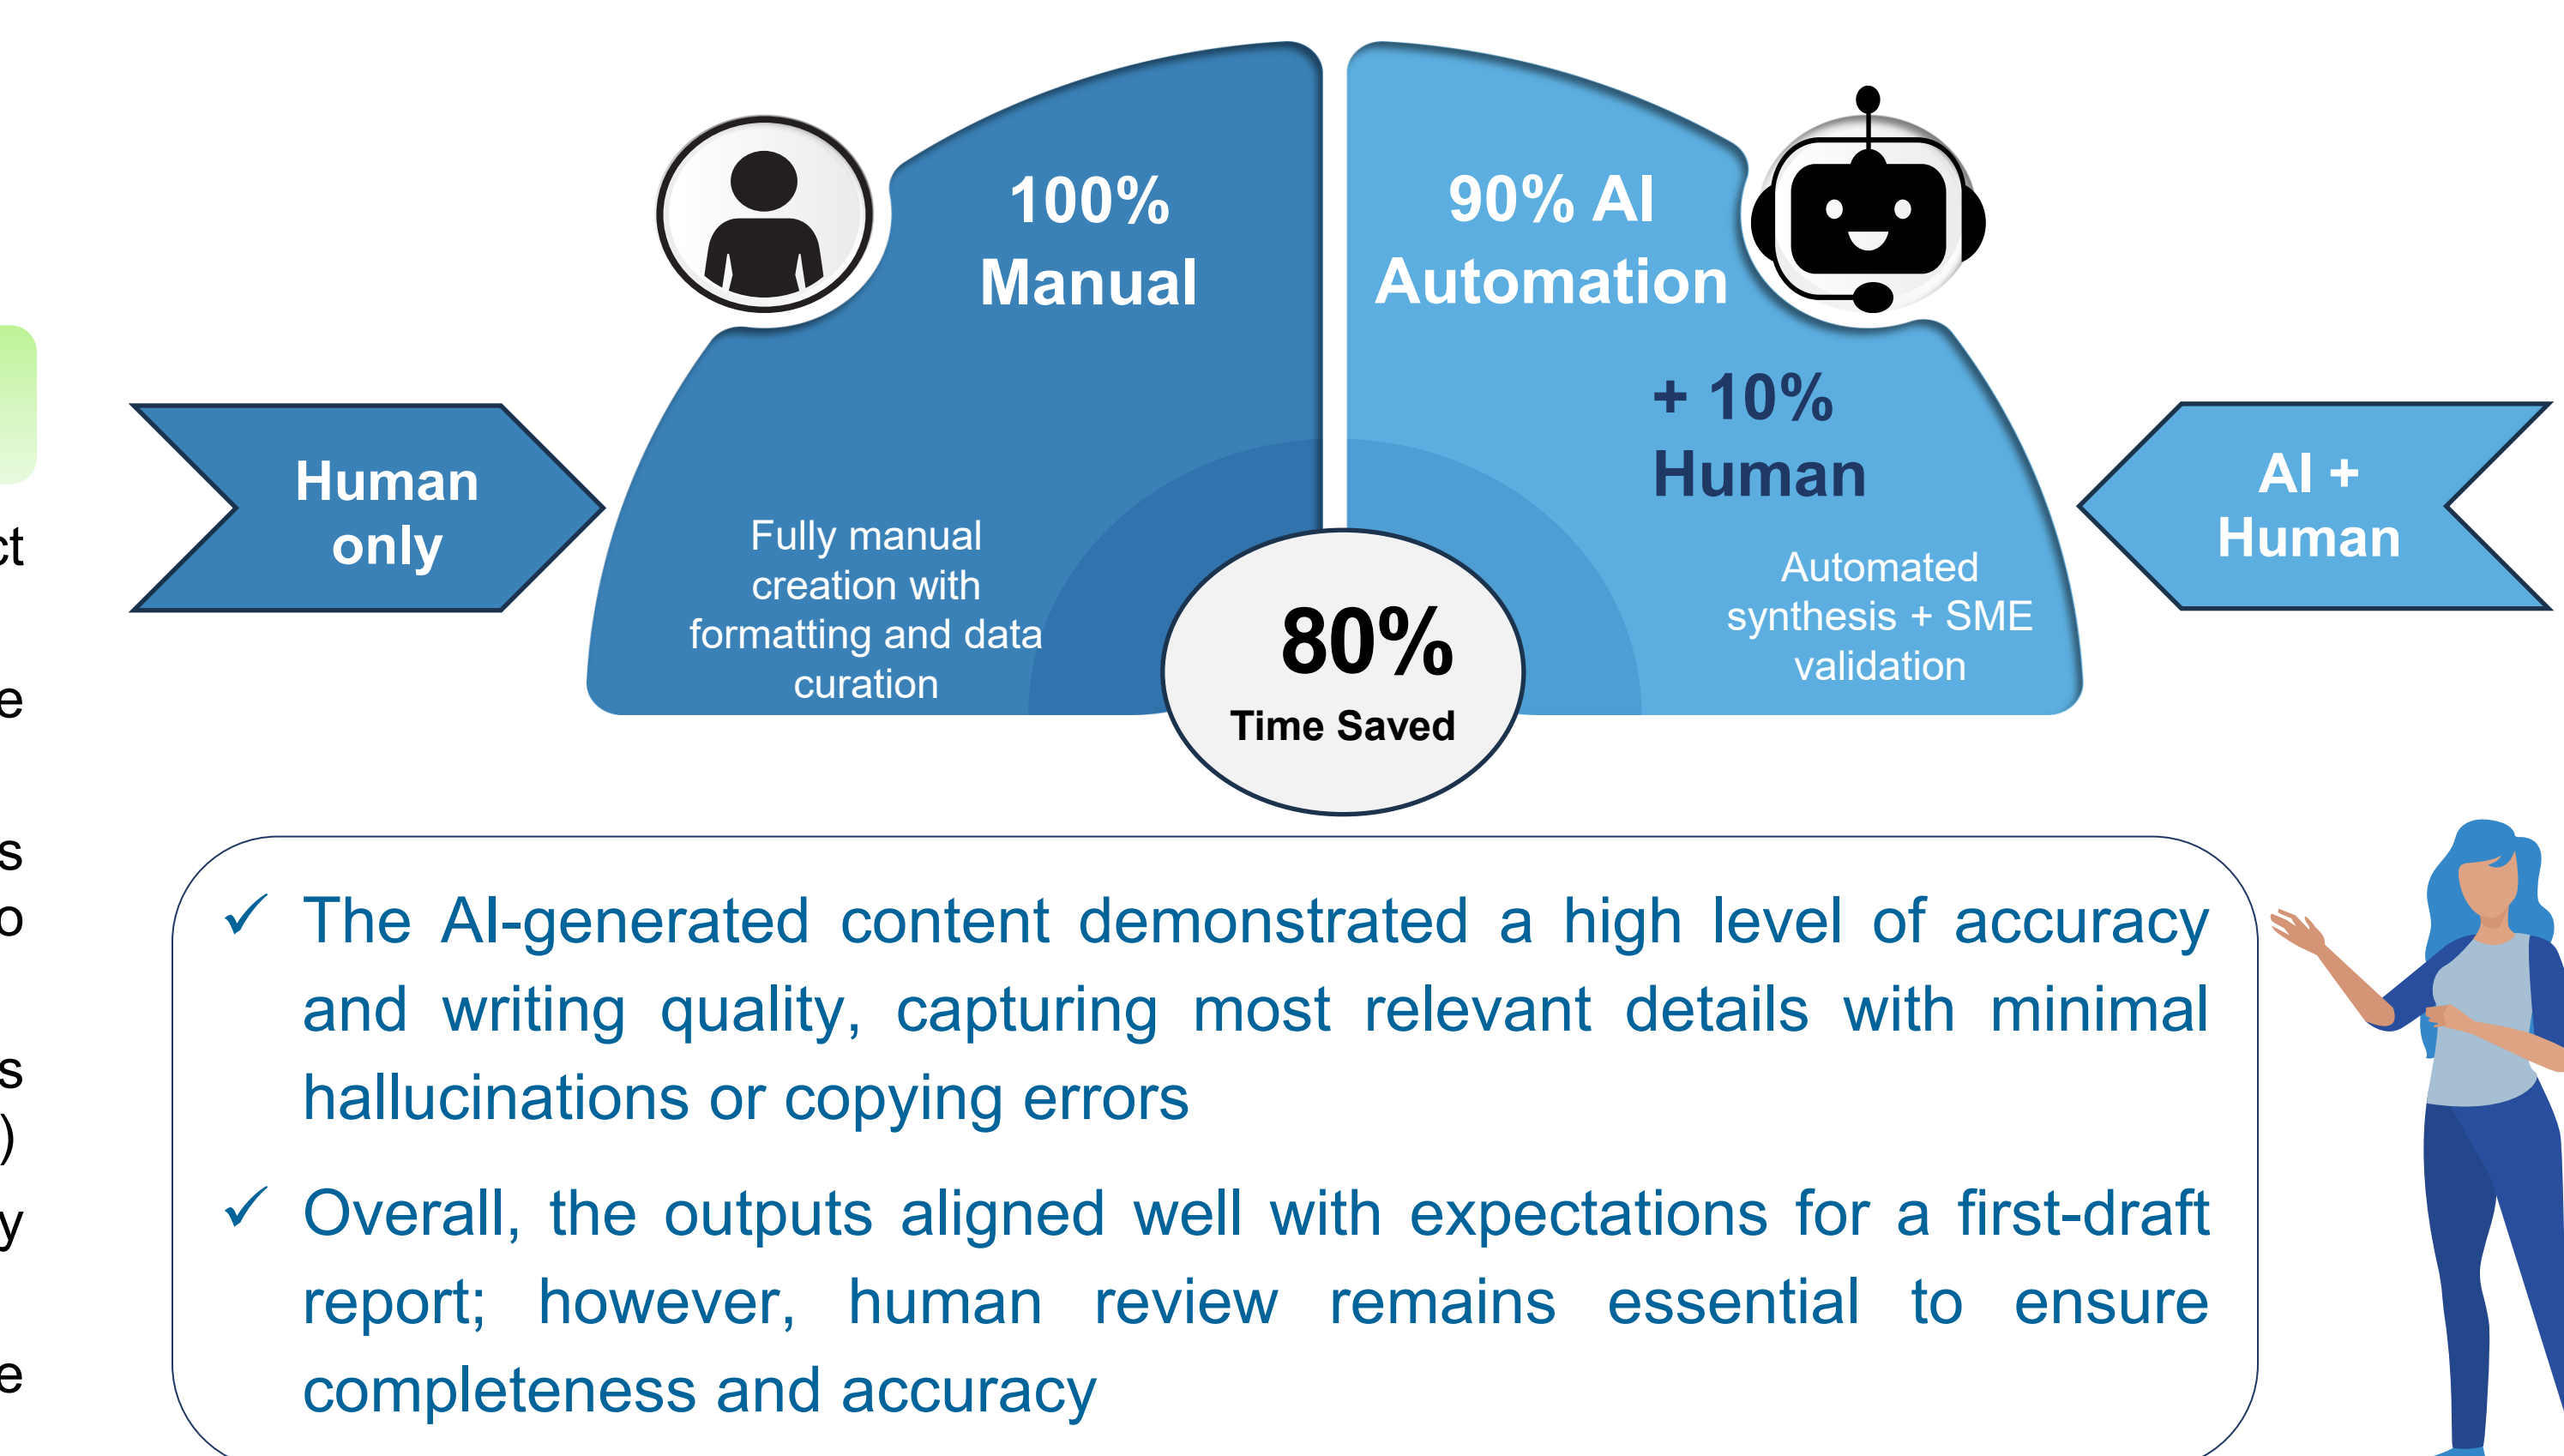 100%
Manual
90% AI
Automation
+ 10%
Human
Human
only
AI +
Human
Fully manual
creation with
formatting and data
curation
Automated
synthesis + SME
validation
80%
Time Saved
ct
e
s
o
s
)
y
e
✓ The AI-generated content demonstrated a high level of accuracy
and writing quality, capturing most relevant details with minimal
hallucinations or copying errors
✓ Overall, the outputs aligned well with expectations for a first-draft
report; however, human review remains essential to ensure
completeness and accuracy